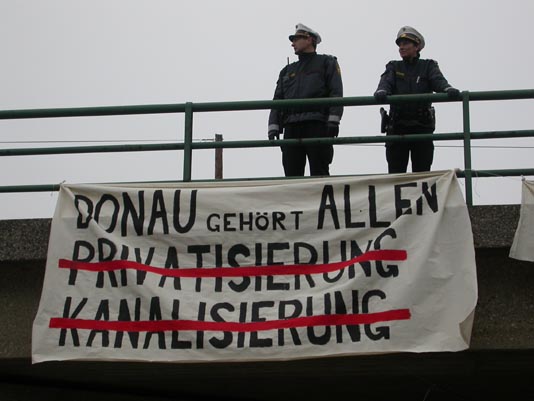 DONAU GEHÖRT ALLEN
PRIVATISIERUNG
KANALISIERUNG